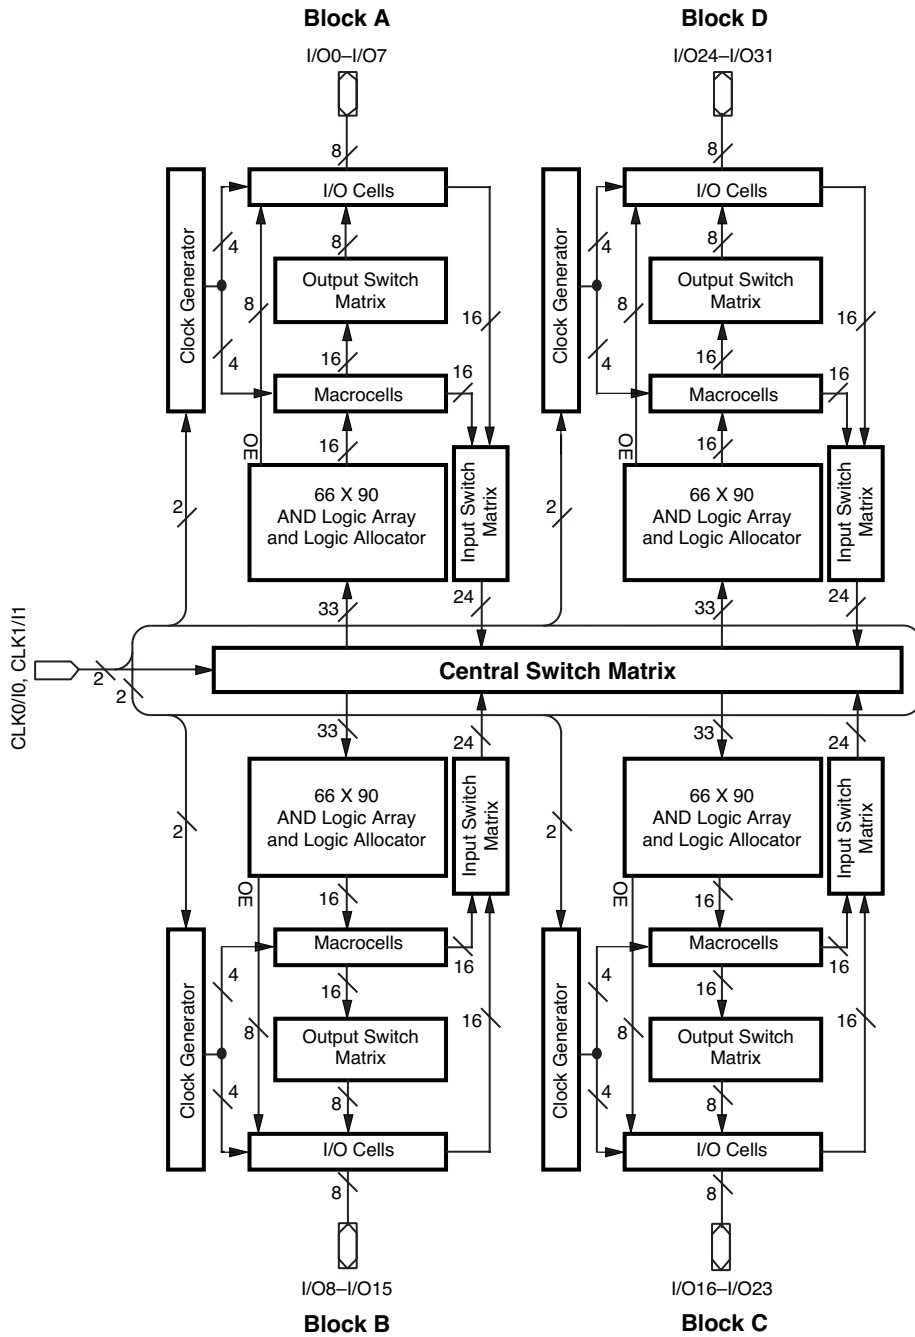 Block A
Block D
I/O0–I/O7
I/O24–I/O31
8
8
I/O Cells
I/O Cells
Clock Generator
4
8
8
4
Output Switch
Matrix
16
16
16
Macrocells
16
OE
66 X 90
AND Logic Array
and Logic Allocator
Input Switch
Matrix
2
33
24
Clock Generator
4
8
8
4
Output Switch
Matrix
16
16
16
Macrocells
16
OE
66 X 90
AND Logic Array
and Logic Allocator
Input Switch
Matrix
2
33
24
CLK0/I0, CLK1/I1
2
2
Central Switch Matrix
33
24
66 X 90
AND Logic Array
and Logic Allocator
Input Switch
Matrix
2
OE
16
Macrocells
16
16
Clock Generator
4
8
4
16
Output Switch
Matrix
8
I/O Cells
8
33
24
66 X 90
AND Logic Array
and Logic Allocator
Input Switch
Matrix
2
OE
16
Macrocells
16
16
Clock Generator
4
8
4
16
Output Switch
Matrix
8
I/O Cells
8
I/O8–I/O15
I/O16–I/O23
Block B
Block C